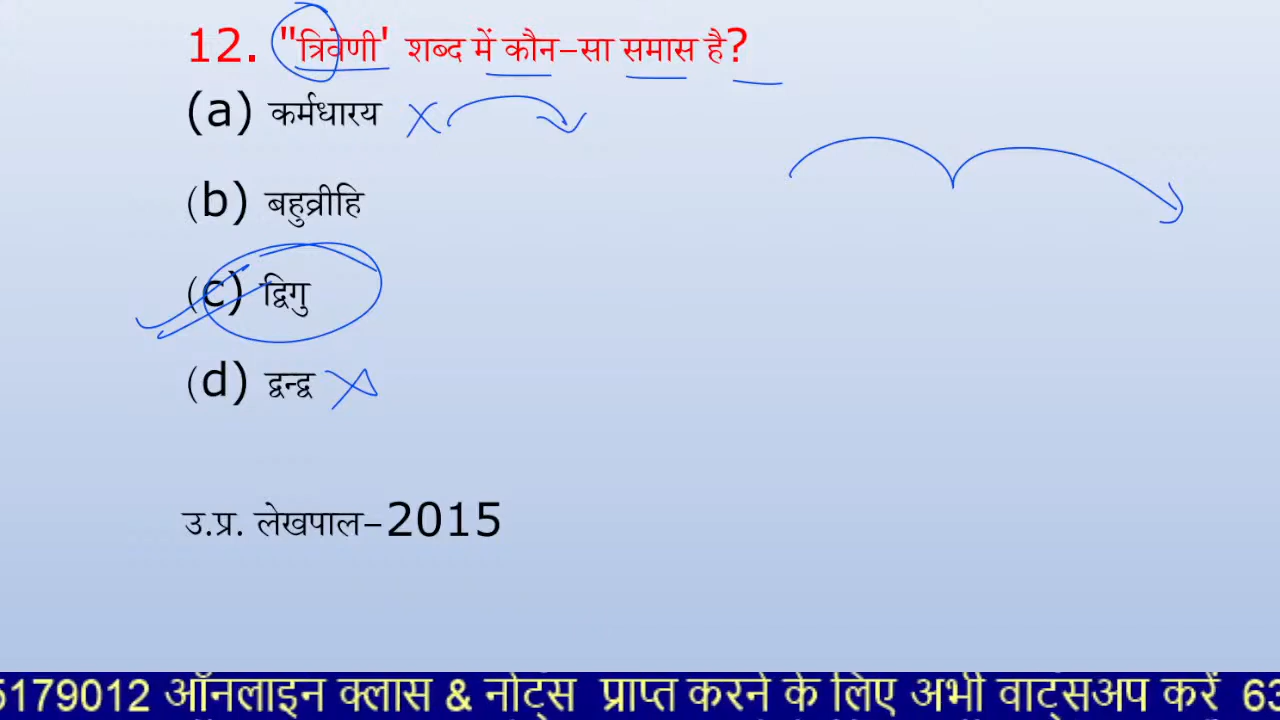 12. "त्रिवेणी' शब्द में कौन-सा समास है?
(a) कर्मधारय
(b) बहुव्रीहि
(c) द्विगु
(d) द्वन्द्व
उ.प्र. लेखपाल-2015
5179012 ऑनलाइन क्लास & नोट्स प्राप्त करने के लिए अभी वाट्सअप करें 63